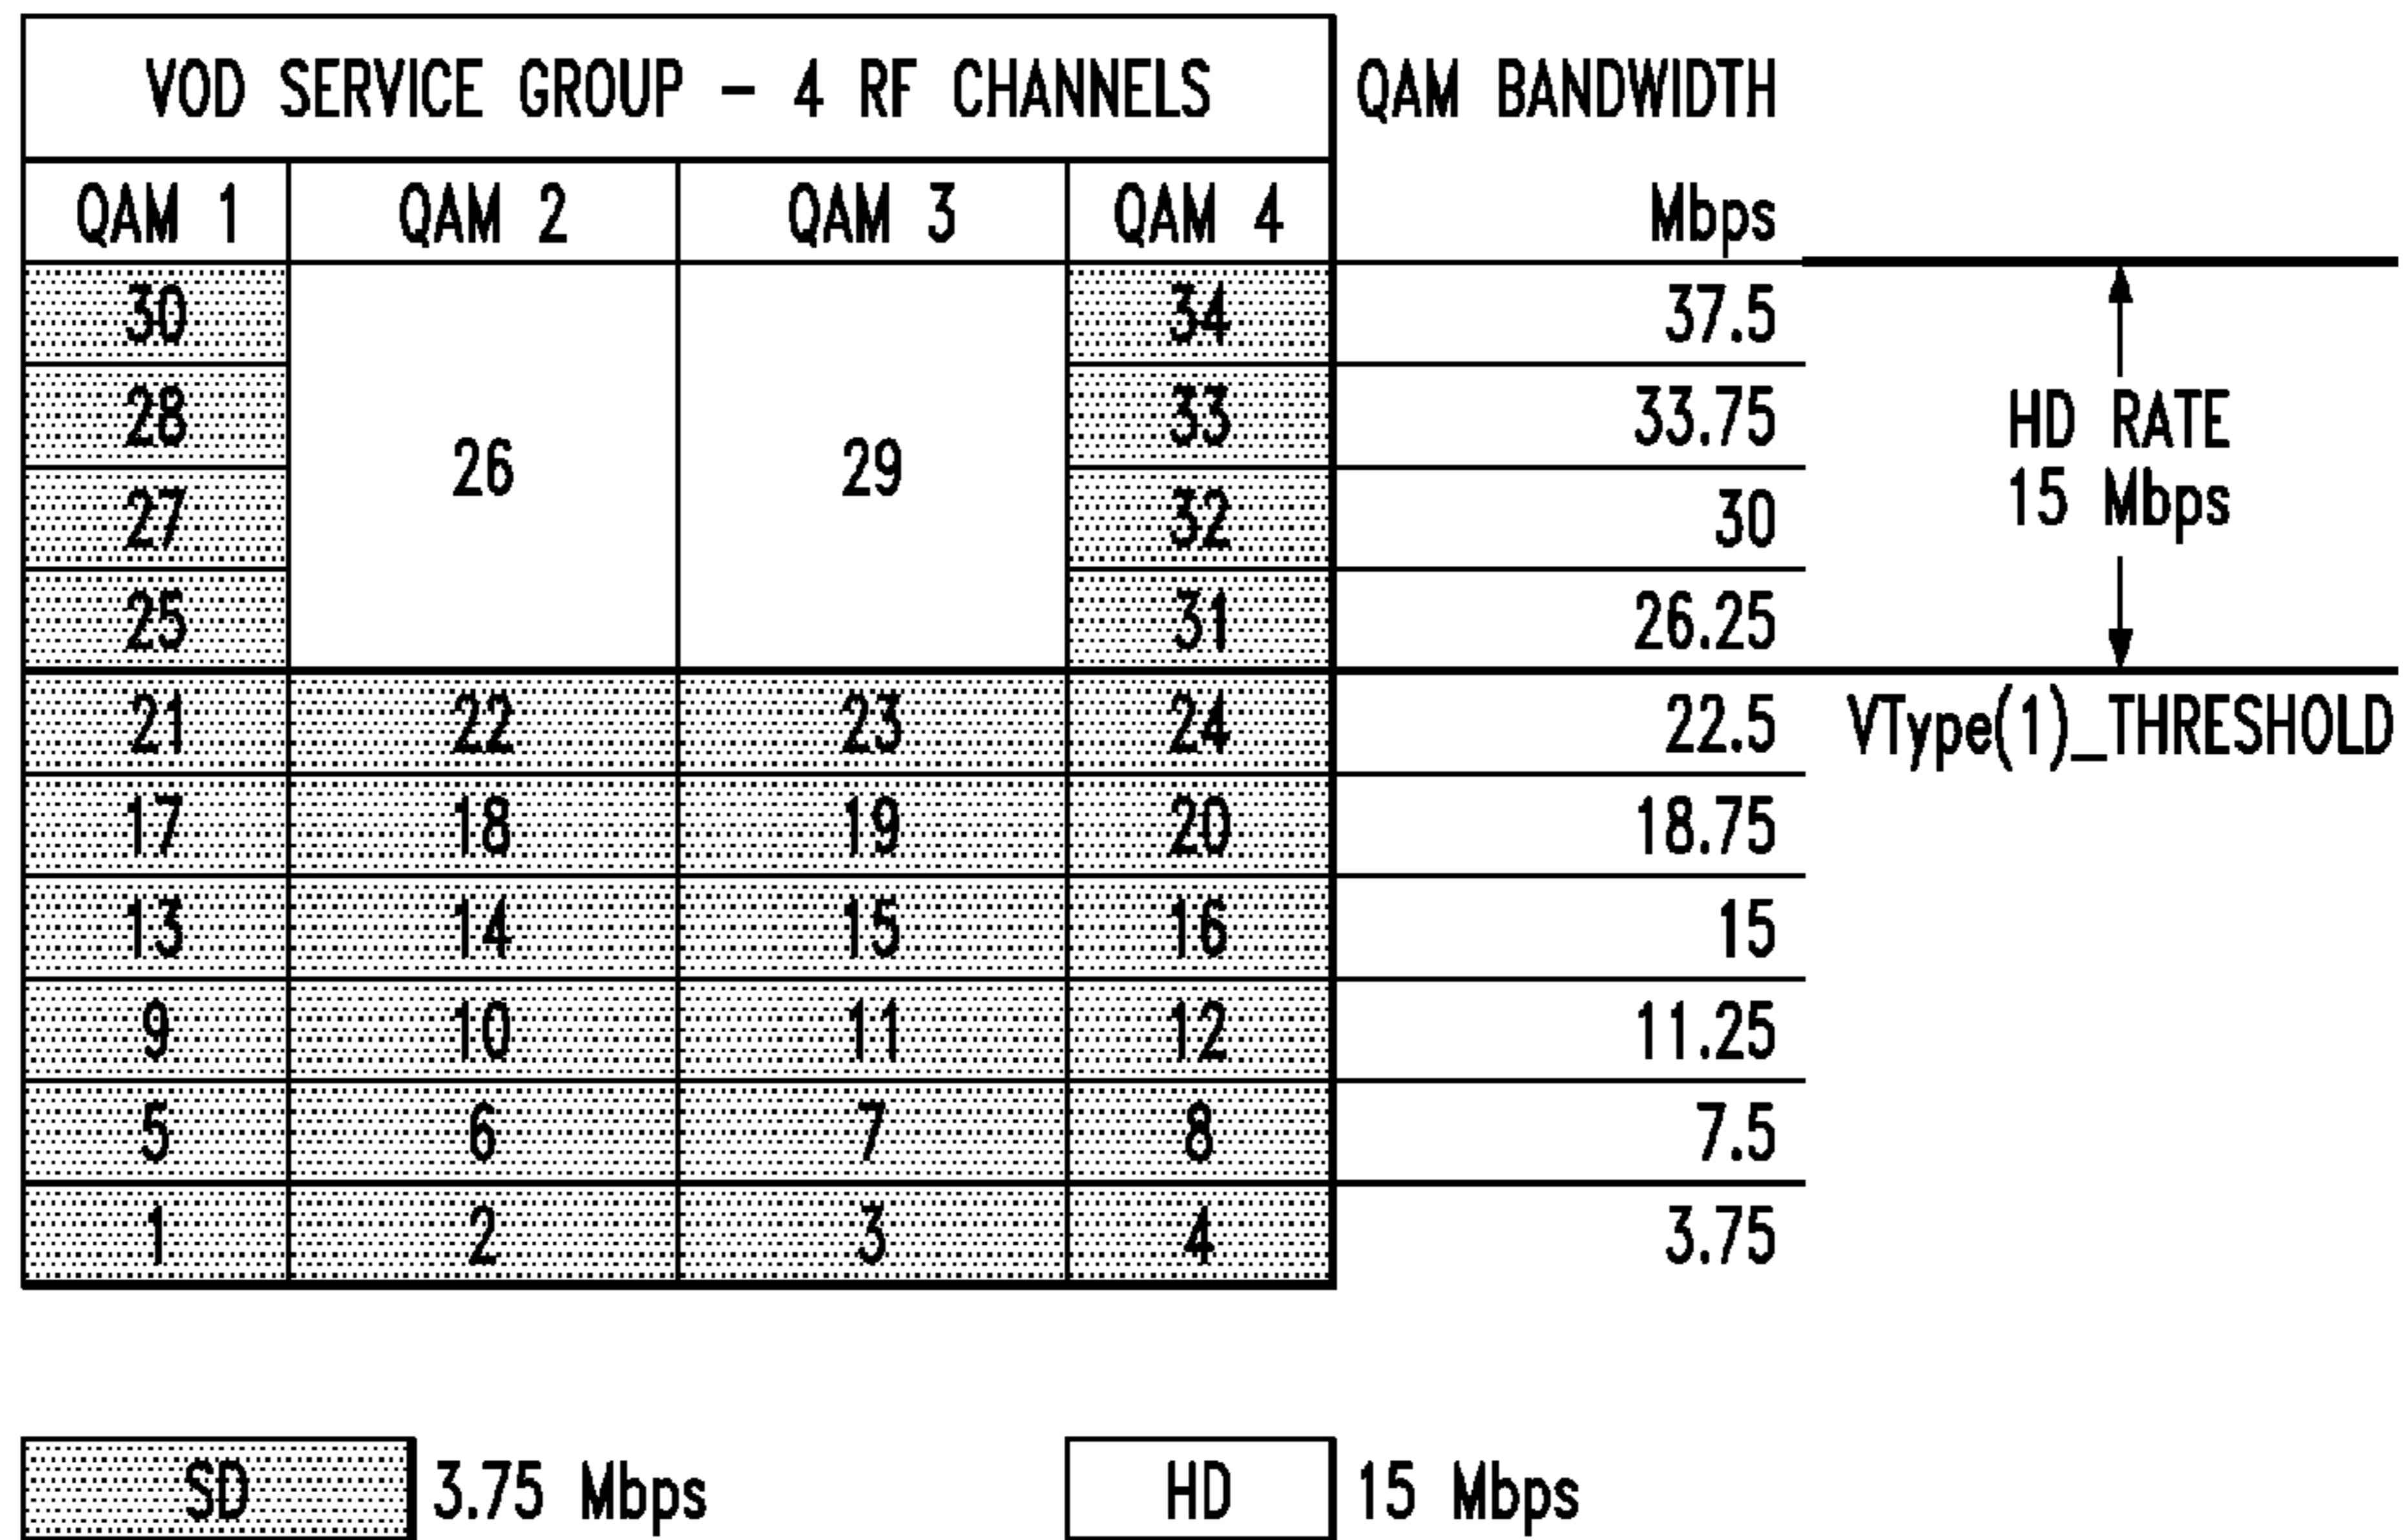 VOD SERVICE GROUP - 4 RF CHANNELS QAM BANDWIDTH
QAM 1 QAM 2 QAM 3 QAM 4 Mbps
30 34 37.5
28 33 33.75 HD RATE
26 29
27 32 30 15 Mbps
25 31 26.25
21 22 23 24 22.5 VType(1)_THRESHOLD
17 18 19 20 18.75
13 14 15 16 15
9 10 11 12 11.25
5 6 7 8 7.5
1 2 3 4 3.75
SD 3.75 Mbps HD 15 Mbps